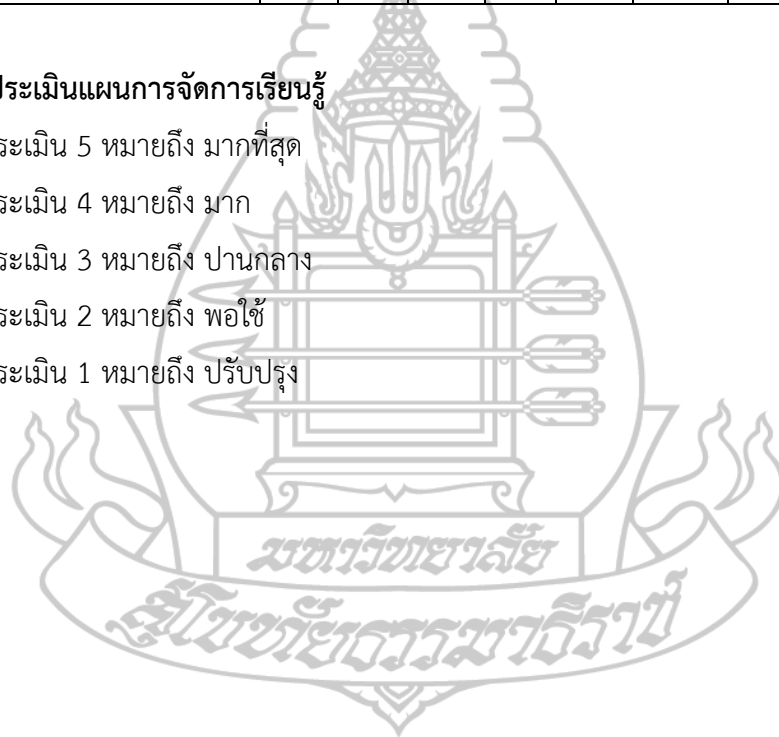 ประเมินแผนการจัดการเรียนรู้
ระเมิน 5 หมายถึง มากที่สุด
ระเมิน 4 หมายถึง มาก
ระเมิน 3 หมายถึง ปานกลาง
ระเมิน 2 หมายถึง พอใช้
ระเมิน 1 หมายถึง ปรับปรุง
มหาวิทยาลัย
สุโขทัยธรรมาธิราช